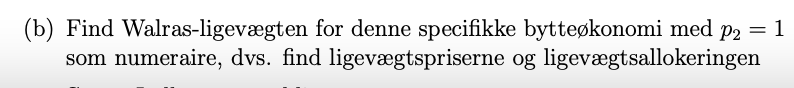 (b) Find Walras-ligevægten for denne specifikke bytteøkonomi med p₂ = 1
som numeraire, dvs. find ligevægtspriserne og ligevægtsallokeringen